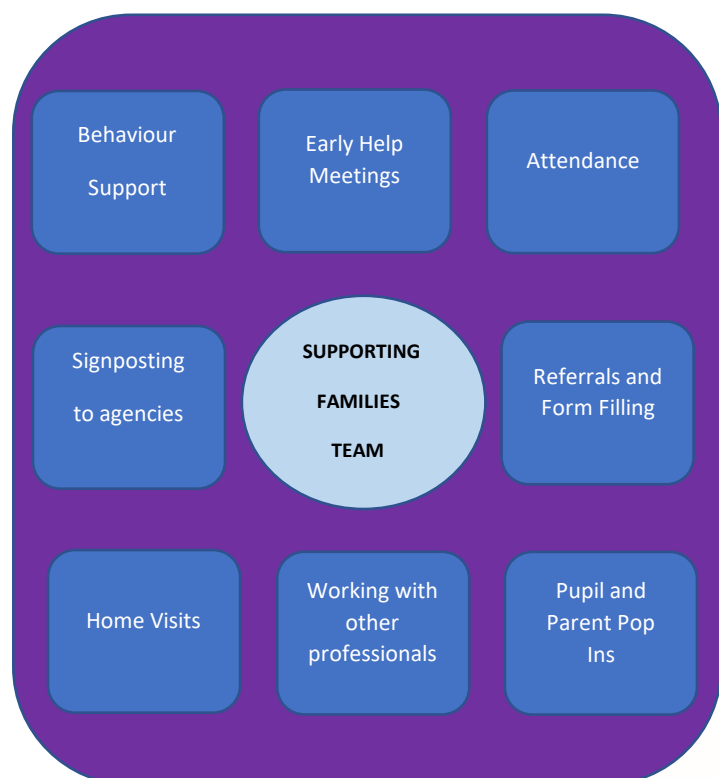 Behaviour
Support
Early Help
Meetings
Attendance
Signposting
to agencies
SUPPORTING
FAMILIES
TEAM
Referrals and
Form Filling
Home Visits
Working with
other
professionals
Pupil and
Parent Pop
Ins